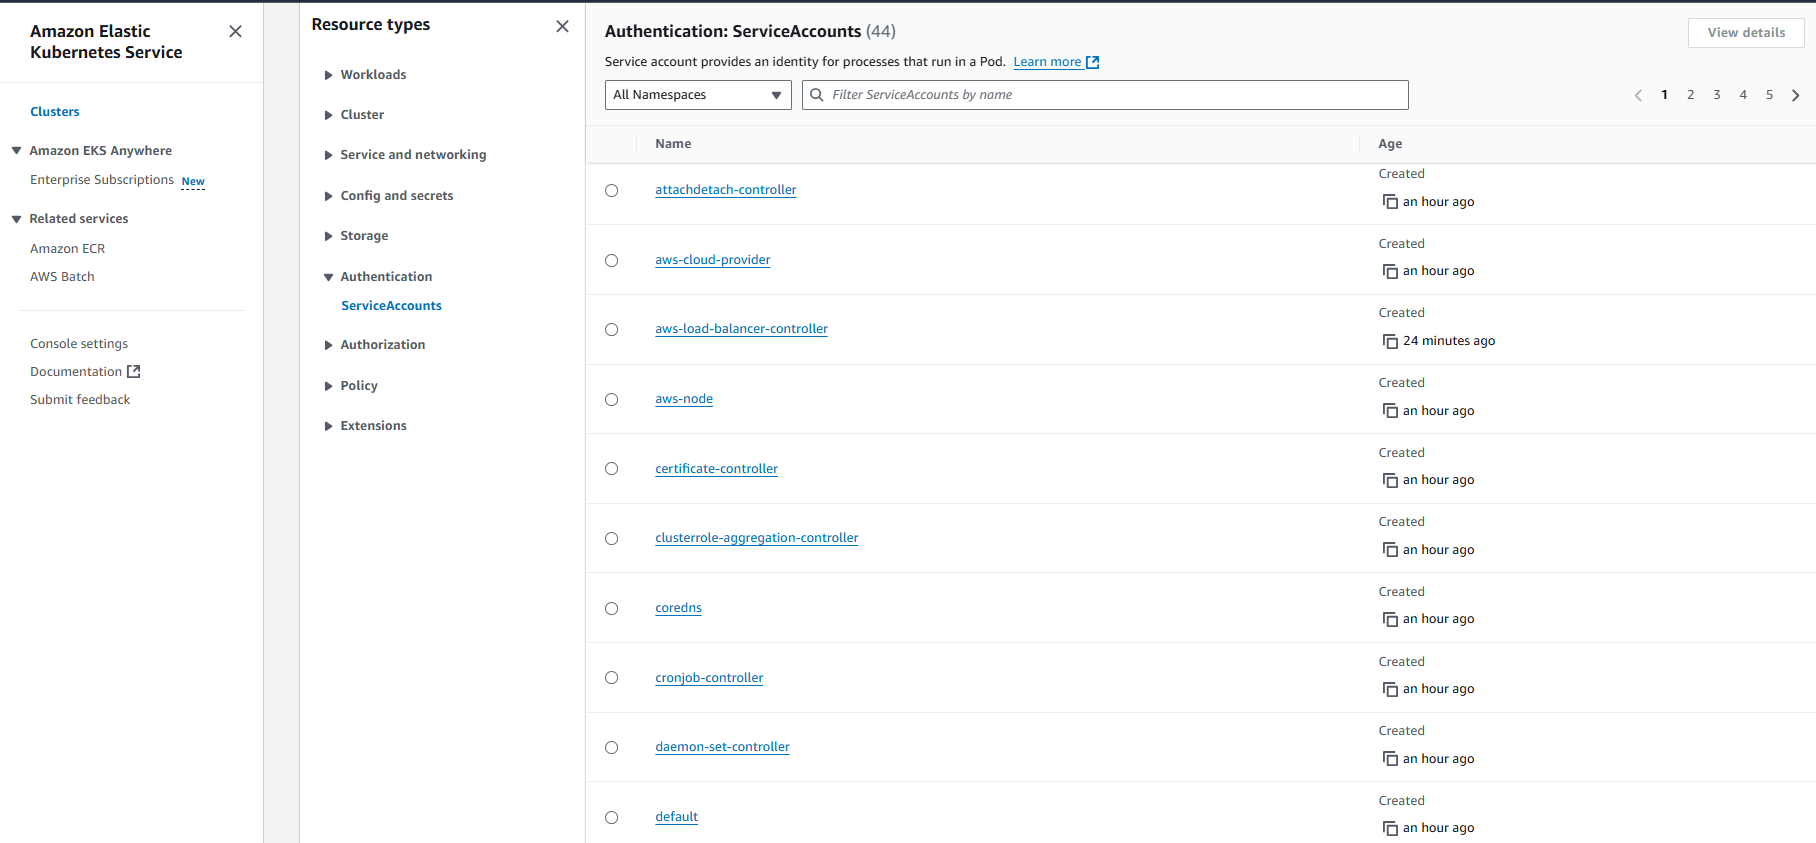 Amazon Elastic
Kubernetes Service
Clusters
Amazon EKS Anywhere
Enterprise Subscriptions New
Related services
Amazon ECR
AWS Batch
Console settings
Documentation
Submit feedback
Resource types
Workloads
Cluster
Service and networking
Config and secrets
Storage
Authentication
ServiceAccounts
Authorization
Policy
Extensions
Authentication: ServiceAccounts (44)
View details
Service account provides an identity for processes that run in a Pod. Learn more
All Namespaces
Filter ServiceAccounts by name
1 2 3 4 5
Name Age
attachdetach-controller
Created
an hour ago
aws-cloud-provider
Created
an hour ago
aws-load-balancer-controller
Created
24 minutes ago
aws-node
Created
an hour ago
certificate-controller
Created
an hour ago
clusterrole-aggregation-controller
Created
an hour ago
coredns
Created
an hour ago
cronjob-controller
Created
an hour ago
daemon-set-controller
Created
an hour ago
default
Created
an hour ago